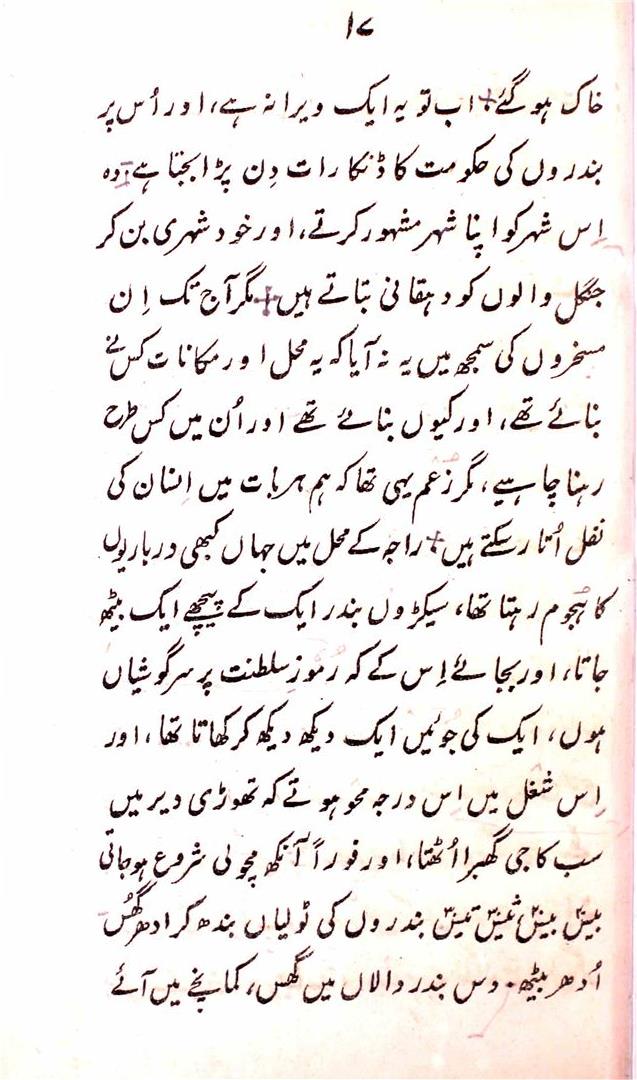 ۱۷
خاک ہو گئے + اب تو یہ ایک ویرانہ ہے، اور اُس پر
بندروں کی حکومت کا ڈنکا رات دِن پڑا بجتا ہے + وہ
اِس شہر کو اپنا شہر مشہور کرتے، اور خود شہری بن کر
جنگل والوں کو دہقانی بتاتے ہیں + مگر آج تک اِن
مسخروں کی سمجھ میں یہ نہ آیا کہ یہ محل اور مکانات کس نے
بنائے تھے، اور کیوں بنائے تھے اور اُن میں کس طرح
رہنا چاہیے، مگر زعم یہی تھا کہ ہم ہر بات میں اِنسان کی
نقل اُتار سکتے ہیں + راجہ کے محل میں جہاں کبھی درباریوں
کا ہجوم رہتا تھا، سیکڑوں بندر ایک کے پیچھے ایک بیٹھ
جاتا، اور بجائے اِس کے کہ رموزِ سلطنت پر سرگوشیاں
ہوں، ایک کی جوئیں ایک دیکھ دیکھ کر کھاتا تھا، اور
اِس شغل میں اِس درجہ محو ہوتے کہ تھوڑی دیر میں
سب کا جی گھبرا اُٹھتا، اور فوراً آنکھ مچولی شروع ہو جاتی
بیس بیس، تیس تیس بندروں کی ٹولیاں بندھ کر اِدھر گھُس
اُدھر بیٹھ۔ دس بندر دالان میں گھس، کمانچے میں آئے